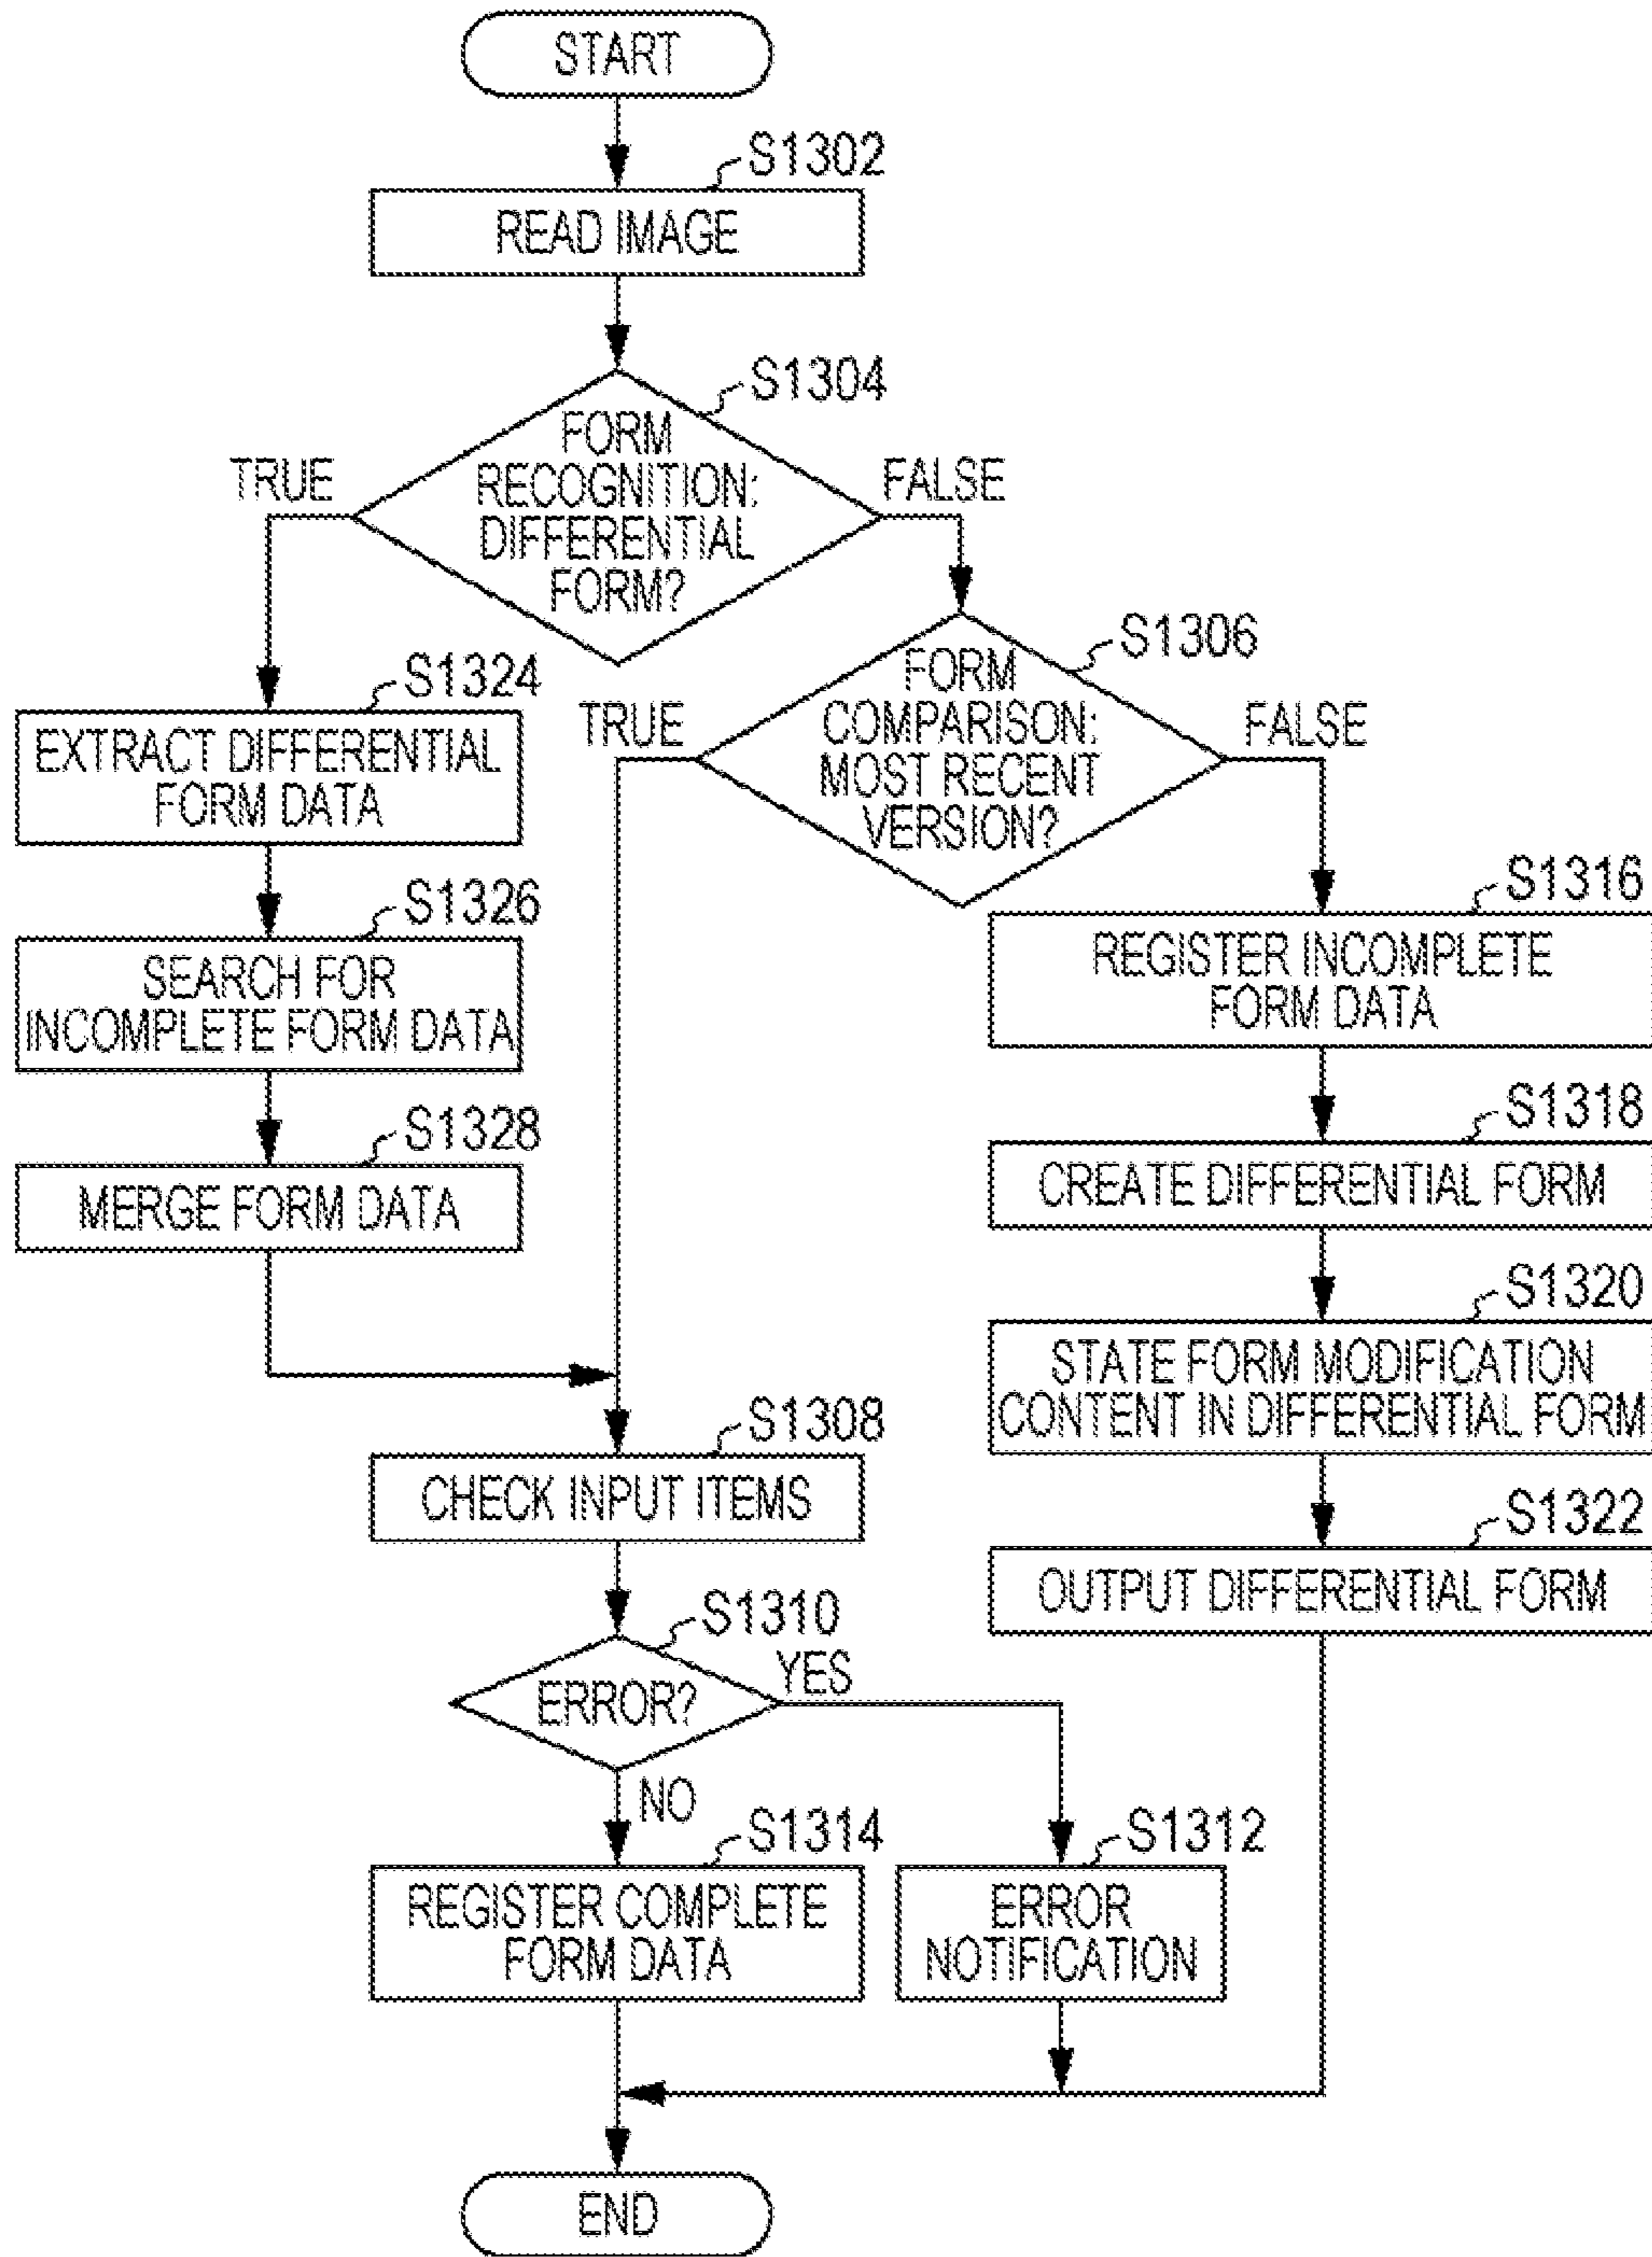 START
S1302
READ IMAGE
S1304
FORM
RECOGNITION:
DIFFERENTIAL
FORM?
TRUE
FALSE
S1306
FORM
COMPARISON:
MOST RECENT
VERSION?
TRUE
FALSE
S1324
EXTRACT DIFFERENTIAL
FORM DATA
S1326
SEARCH FOR
INCOMPLETE FORM DATA
S1328
MERGE FORM DATA
S1316
REGISTER INCOMPLETE
FORM DATA
S1318
CREATE DIFFERENTIAL FORM
S1320
STATE FORM MODIFICATION
CONTENT IN DIFFERENTIAL FORM
S1322
OUTPUT DIFFERENTIAL FORM
S1308
CHECK INPUT ITEMS
S1310
ERROR?
YES
NO
S1314
REGISTER COMPLETE
FORM DATA
S1312
ERROR
NOTIFICATION
END